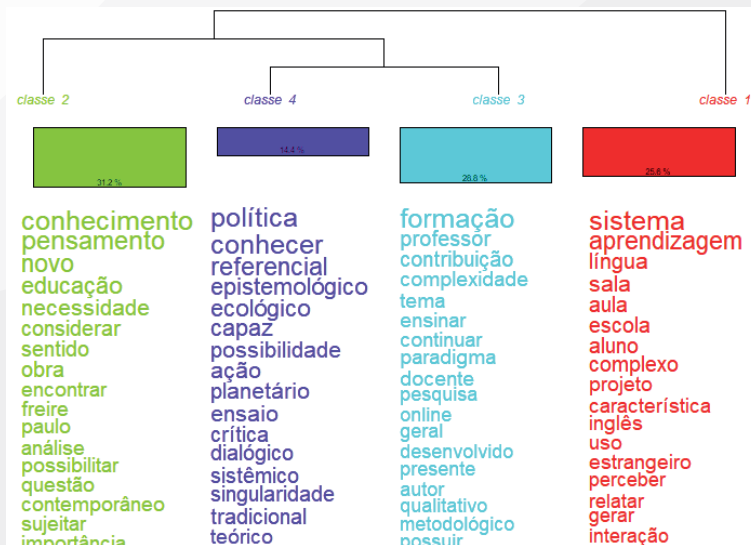 classe 2
classe 4
classe 3
classe 1
31.2 %
14.4 %
28.8 %
25.6 %
conhecimento
pensamento
novo
educação
necessidade
considerar
sentido
obra
encontrar
freire
paulo
análise
possibilitar
questão
contemporâneo
sujeitar
importância
política
conhecer
referencial
epistemológico
ecológico
capaz
possibilidade
ação
planetário
ensaio
crítica
dialógico
sistêmico
singularidade
tradicional
teórico
formação
professor
contribuição
complexidade
tema
ensinar
continuar
paradigma
docente
pesquisa
online
geral
desenvolvido
presente
autor
qualitativo
metodológico
possuir
sistema
aprendizagem
língua
sala
aula
escola
aluno
complexo
projeto
característica
inglês
uso
estrangeiro
perceber
relatar
gerar
interação